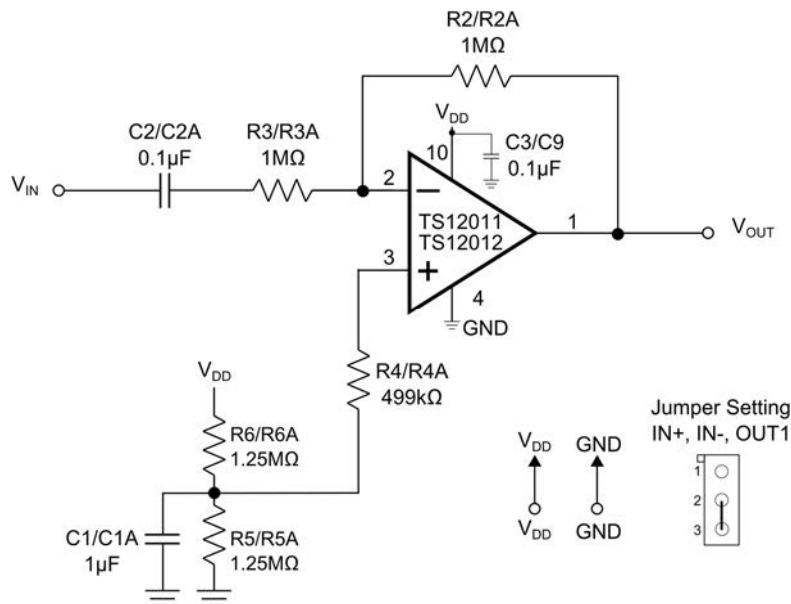 R2/R2A
1MΩ
C2/C2A
0.1µF
R3/R3A
1MΩ
VDD
C3/C9
0.1µF
10
VIN
2
−
TS12011
TS12012
1
VOUT
3
+
4
GND
R4/R4A
499kΩ
VDD
R6/R6A
1.25MΩ
C1/C1A
1µF
R5/R5A
1.25MΩ
VDD
GND
VDD
GND
Jumper Setting
IN+, IN-, OUT1
1
2
3